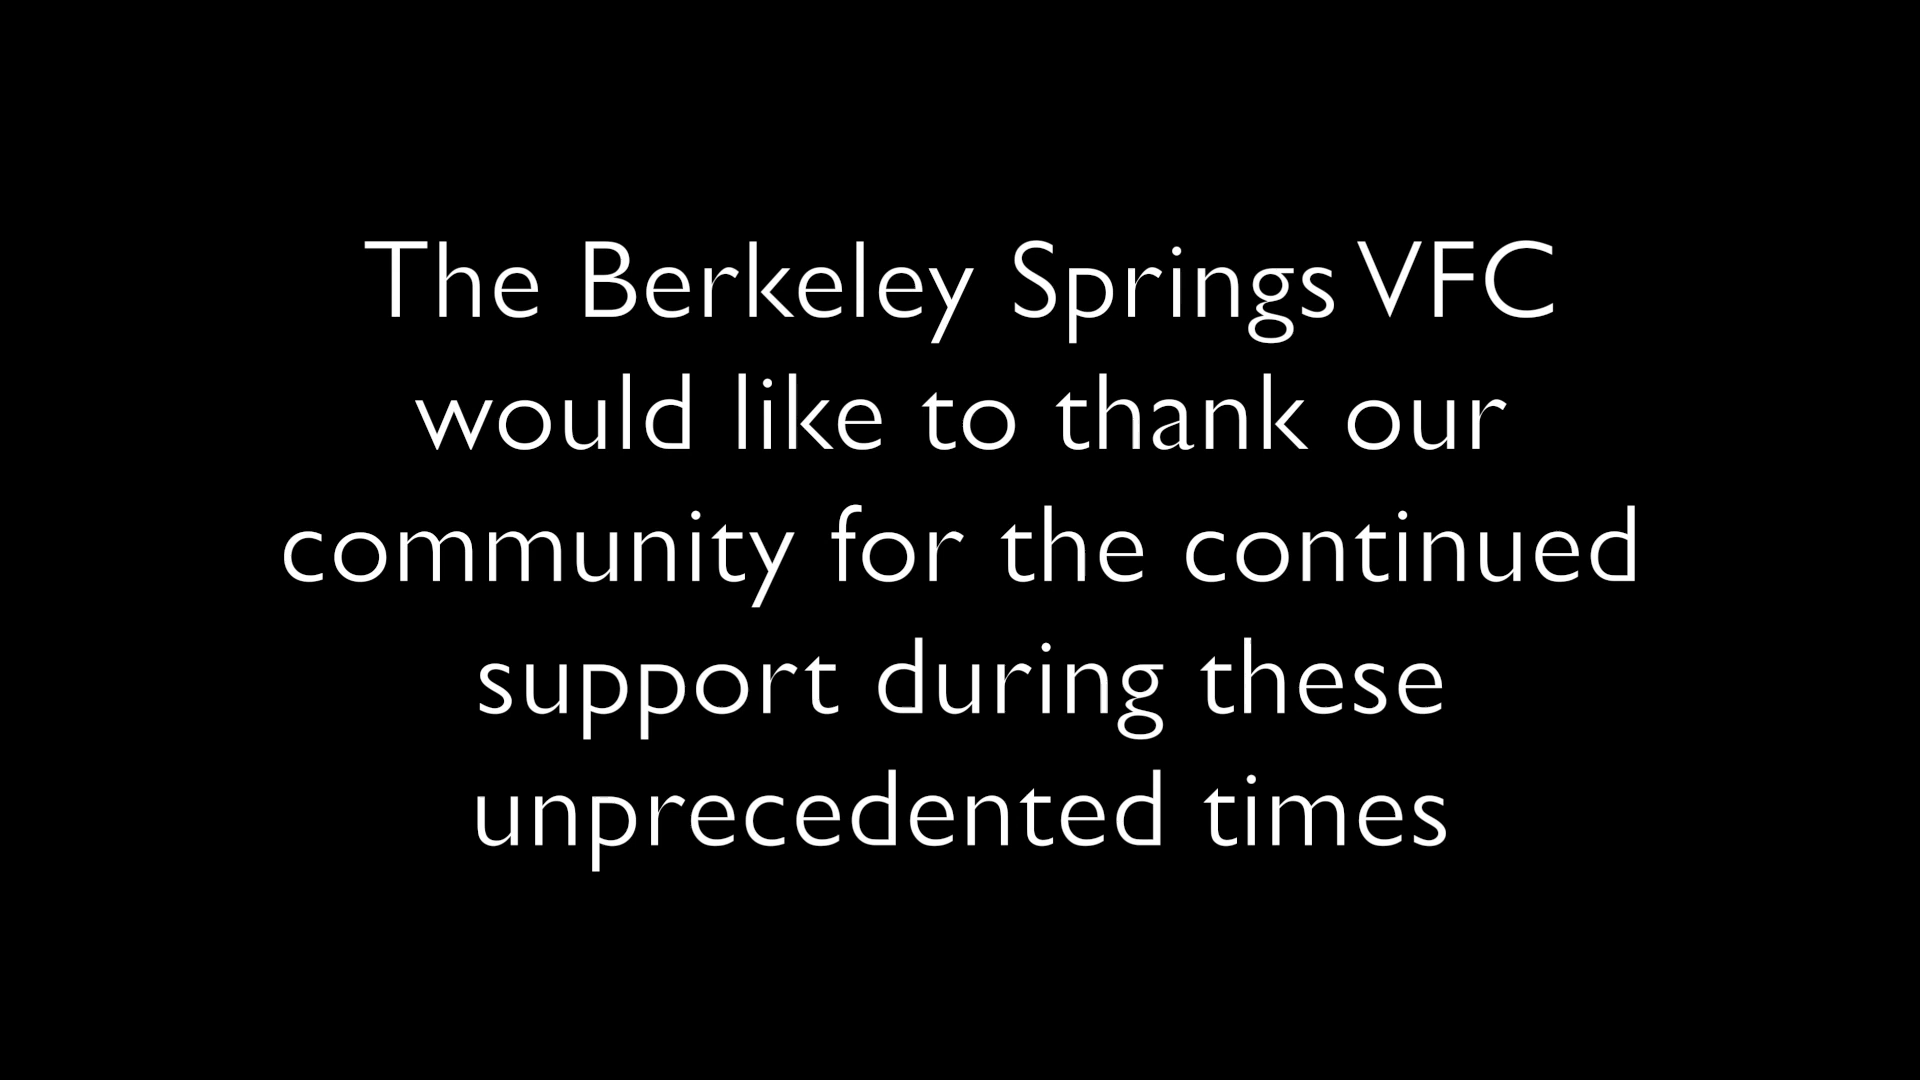 The Berkeley Springs VFC
would like to thank our
community for the continued
support during these
unprecedented times